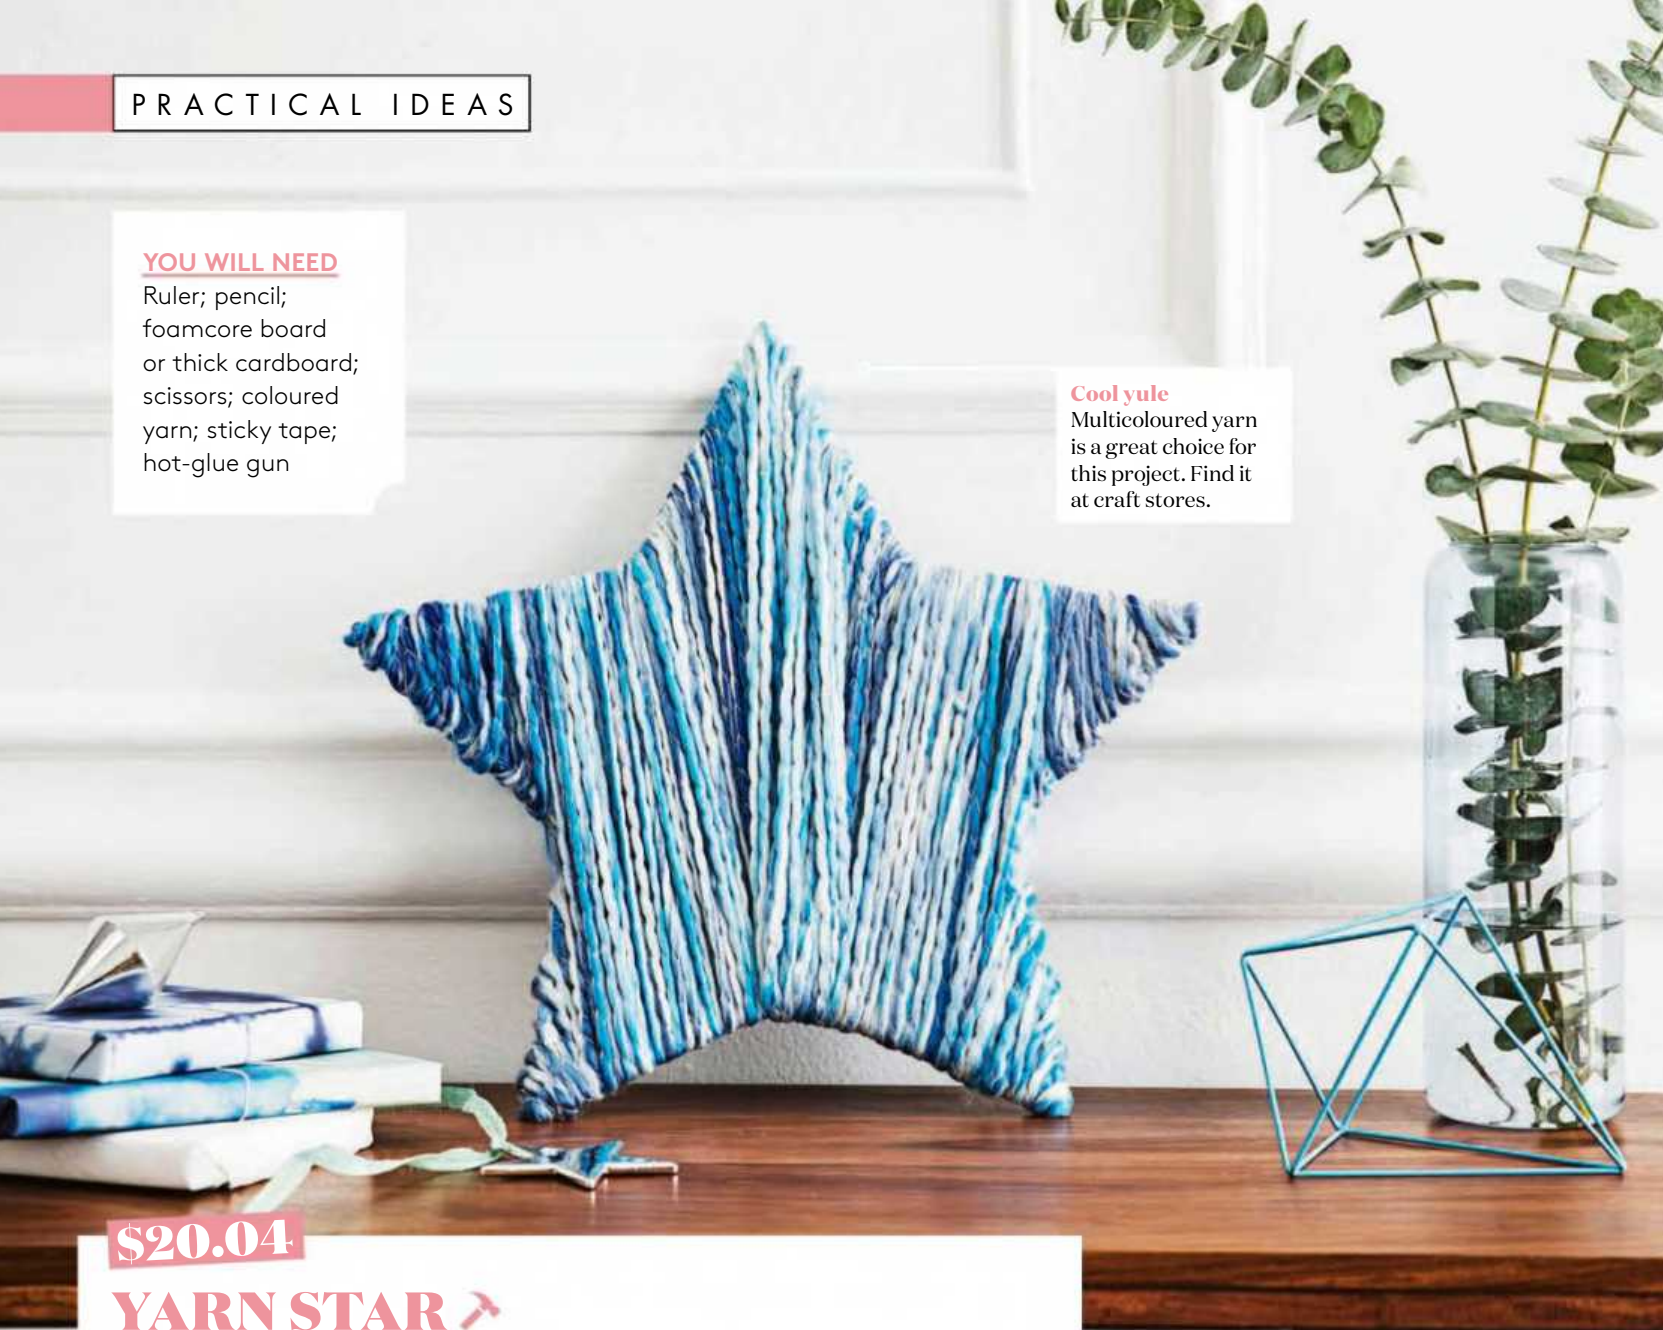 PRACTICAL IDEAS
YOU WILL NEED
Ruler; pencil;
foamcore board
or thick cardboard;
scissors; coloured
yarn; sticky tape;
hot-glue gun
Cool yule
Multicoloured yarn
is a great choice for
this project. Find it
at craft stores.
$20.04
YARN STAR